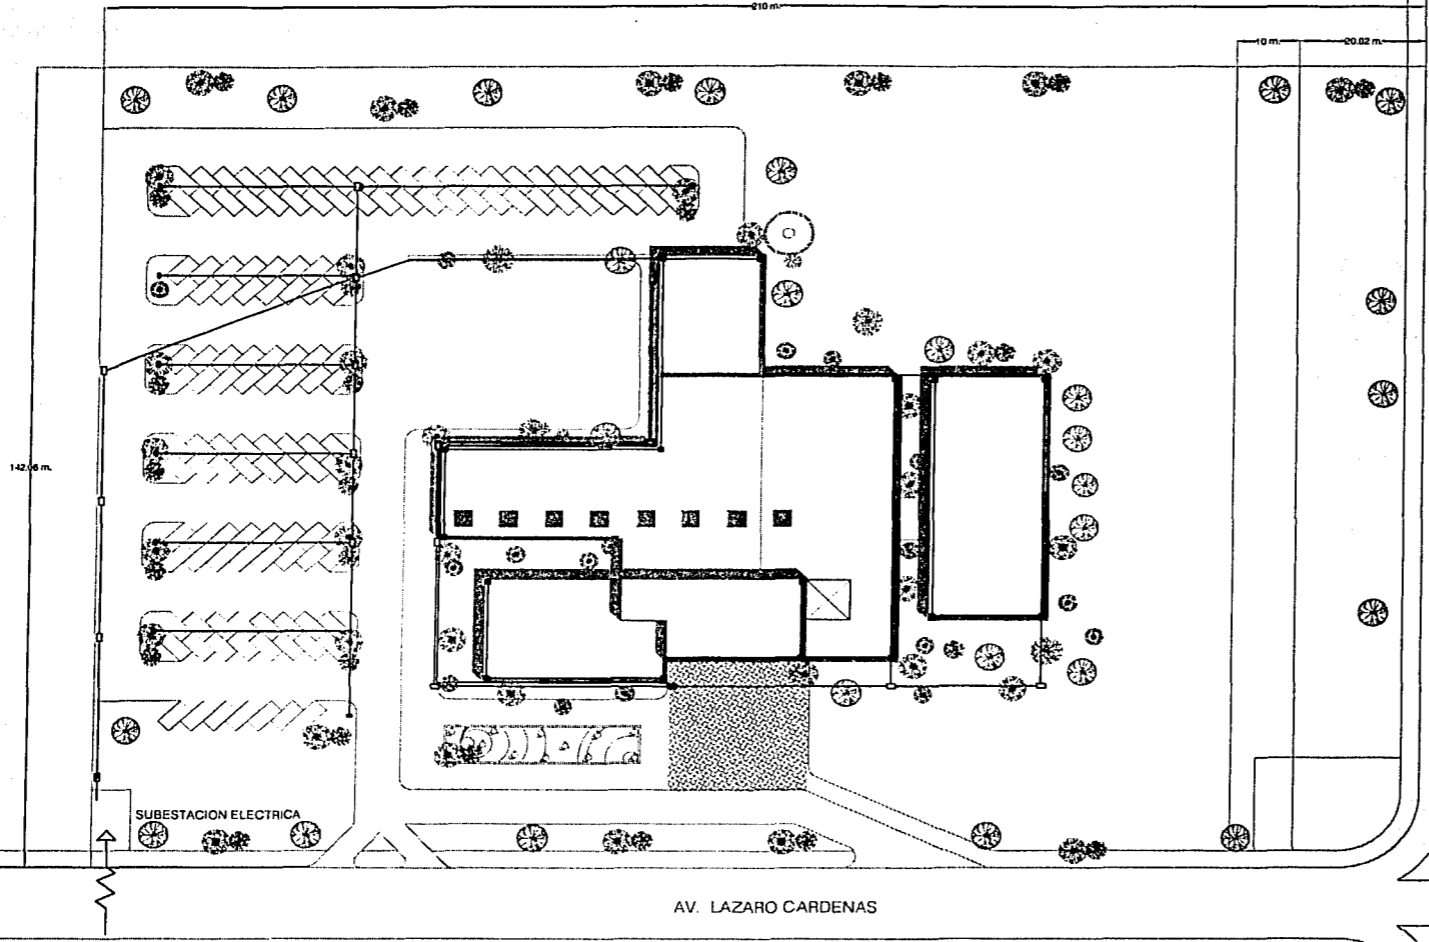 210 m.
10 m.
20.02 m.
142.06 m.
SUBESTACION ELECTRICA
AV. LAZARO CARDENAS